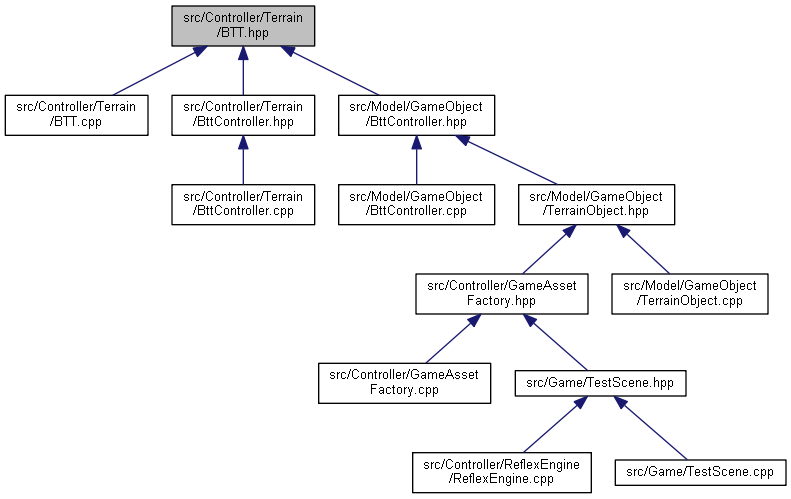 src/Controller/Terrain
/BTT.hpp
src/Controller/Terrain
/BTT.cpp
src/Controller/Terrain
/BttController.hpp
src/Model/GameObject
/BttController.hpp
src/Controller/Terrain
/BttController.cpp
src/Model/GameObject
/BttController.cpp
src/Model/GameObject
/TerrainObject.hpp
src/Controller/GameAsset
Factory.hpp
src/Model/GameObject
/TerrainObject.cpp
src/Controller/GameAsset
Factory.cpp
src/Game/TestScene.hpp
src/Controller/ReflexEngine
/ReflexEngine.cpp
src/Game/TestScene.cpp